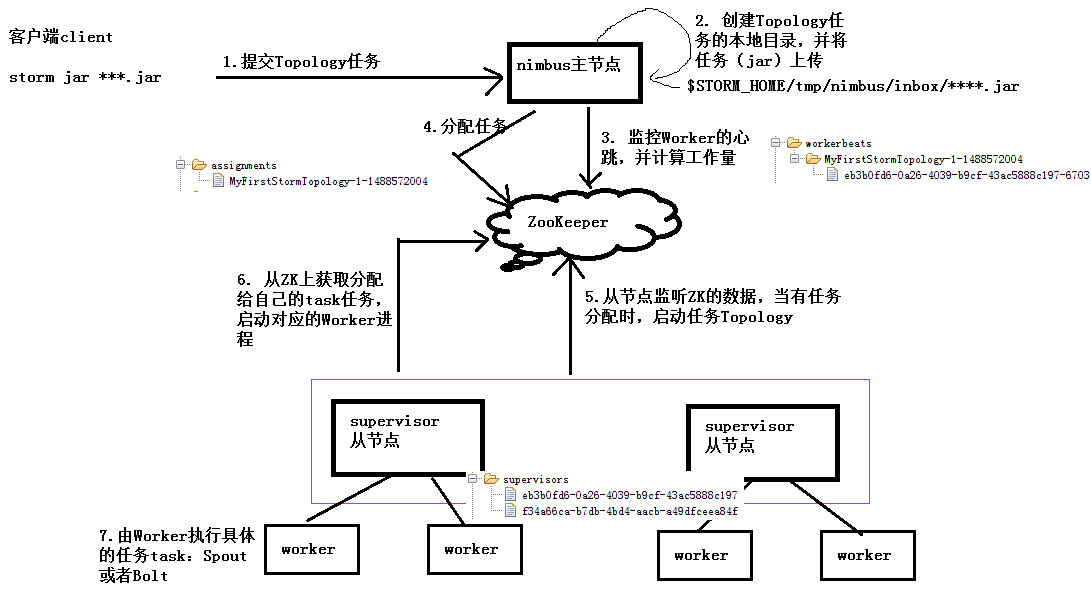 客户端client
storm jar ***.jar
1.提交Topology任务
nimbus主节点
2. 创建Topology任
务的本地目录，并将
任务（jar）上传
$STORM_HOME/tmp/nimbus/inbox/****.jar
4.分配任务
3. 监控Worker的心
跳，并计算工作量
assignments
MyFirstStormTopology-1-1488572004
workerbeats
MyFirstStormTopology-1-1488572004
eb3b0fd6-0a26-4039-b9cf-43ac5888c197-6703
ZooKeeper
6. 从ZK上获取分配
给自己的task任务，
启动对应的Worker进
程
5.从节点监听ZK的数据，当有任务
分配时，启动任务Topology
supervisor
从节点
supervisor
从节点
supervisors
eb3b0fd6-0a26-4039-b9cf-43ac5888c197
f34a66ca-b7db-4bd4-aacb-a49dfceea84f
7.由Worker执行具体
的任务task：Spout
或者Bolt
worker
worker
worker
worker